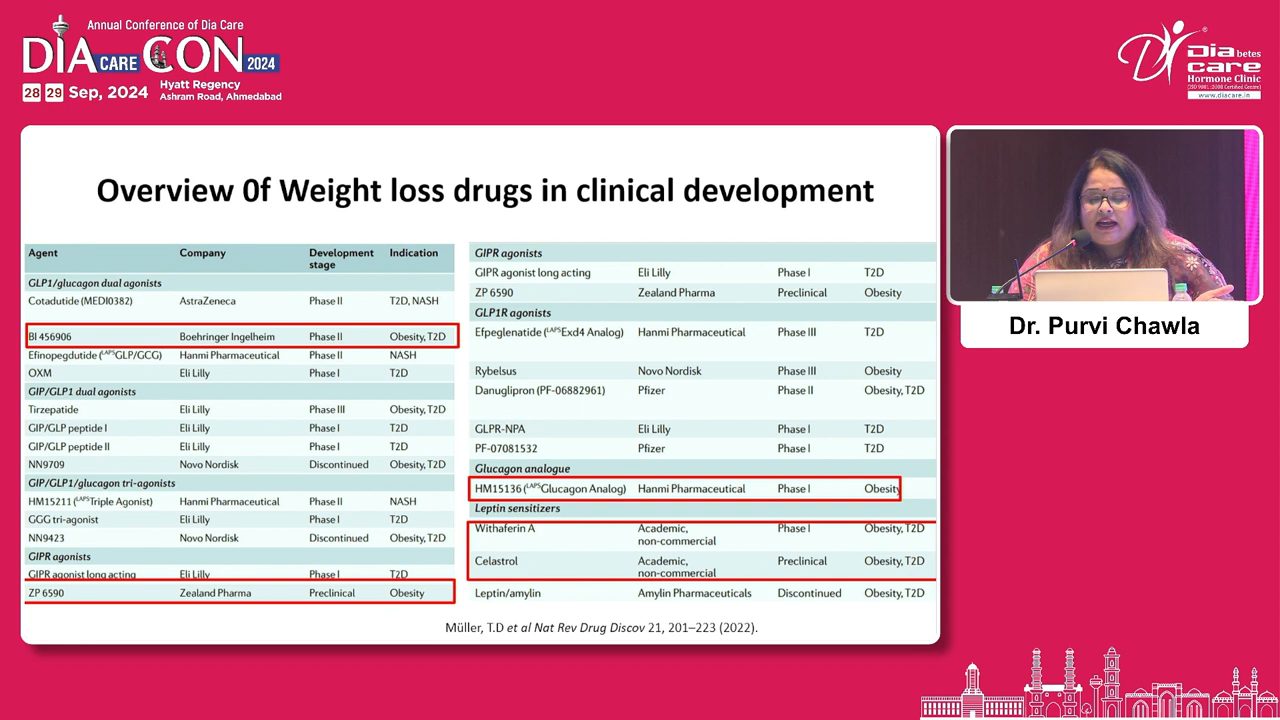 Annual Conference of Dia Care
DIA CARE CON 2024
28 29 Sep, 2024
Hyatt Regency
Ashram Road, Ahmedabad
Diabetes
care
Hormone Clinic
(ISO 9001:2008 Certified Centre)
www.diacare.in
Overview 0f Weight loss drugs in clinical development
Agent Company Development stage Indication
GLP1/glucagon dual agonists
Cotadutide (MEDI0382) AstraZeneca Phase II T2D, NASH
BI 456906 Boehringer Ingelheim Phase II Obesity, T2D
Efinopegdutide (LAPSGLP/GCG) Hanmi Pharmaceutical Phase II NASH
OXM Eli Lilly Phase I T2D
GIP/GLP1 dual agonists
Tirzepatide Eli Lilly Phase III Obesity, T2D
GIP/GLP peptide I Eli Lilly Phase I T2D
GIP/GLP peptide II Eli Lilly Phase I T2D
NN9709 Novo Nordisk Discontinued Obesity, T2D
GIP/GLP1/glucagon tri-agonists
HM15211 (LAPSTriple Agonist) Hanmi Pharmaceutical Phase II NASH
GGG tri-agonist Eli Lilly Phase I T2D
NN9423 Novo Nordisk Discontinued Obesity, T2D
GIPR agonists
GIPR agonist long acting Eli Lilly Phase I T2D
ZP 6590 Zealand Pharma Preclinical Obesity
GIPR agonists
GIPR agonist long acting Eli Lilly Phase I T2D
ZP 6590 Zealand Pharma Preclinical Obesity
GLP1R agonists
Efpeglenatide (LAPSExd4 Analog) Hanmi Pharmaceutical Phase III T2D
Rybelsus Novo Nordisk Phase III Obesity
Danuglipron (PF-06882961) Pfizer Phase II Obesity, T2D
GLPR-NPA Eli Lilly Phase I T2D
PF-07081532 Pfizer Phase I T2D
Glucagon analogue
HM15136 (LAPSGlucagon Analog) Hanmi Pharmaceutical Phase I Obesity
Leptin sensitizers
Withaferin A Academic, non-commercial Phase I Obesity, T2D
Celastrol Academic, non-commercial Preclinical Obesity, T2D
Leptin/amylin Amylin Pharmaceuticals Discontinued Obesity, T2D
Müller, T.D et al Nat Rev Drug Discov 21, 201–223 (2022).
Dr. Purvi Chawla